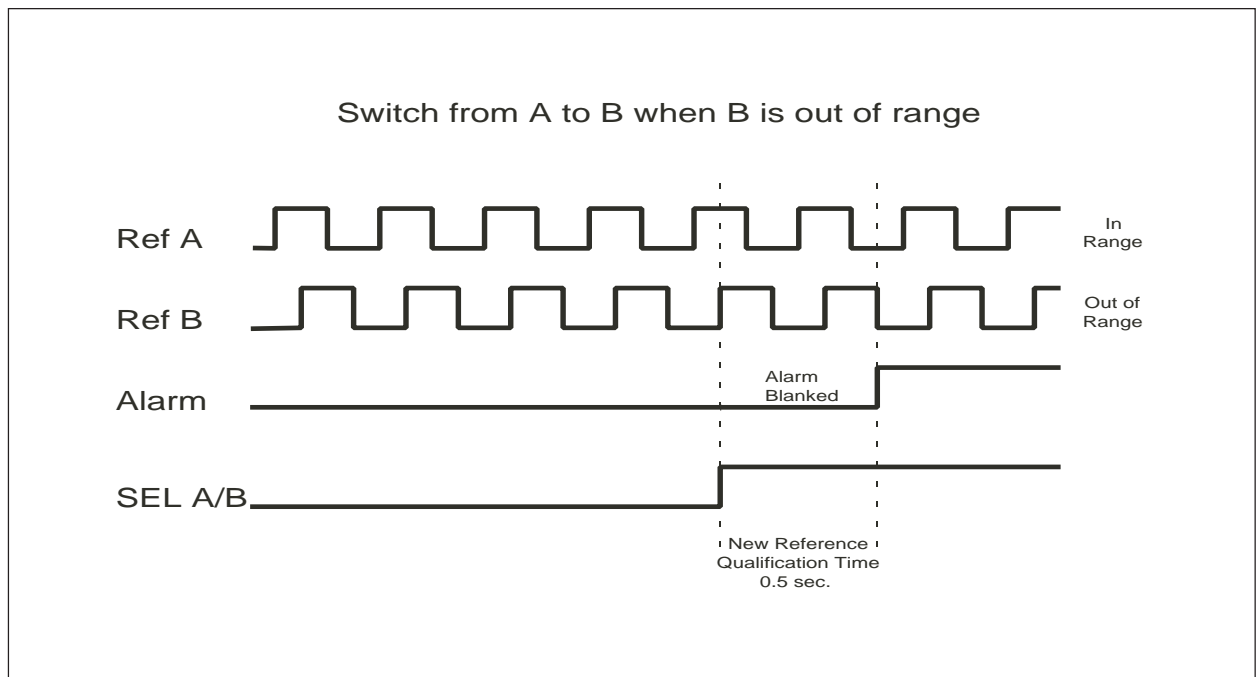 Switch from A to B when B is out of range
Ref A
In
Range
Ref B
Out of
Range
Alarm
Alarm
Blanked
SEL A/B
New Reference
Qualification Time
0.5 sec.